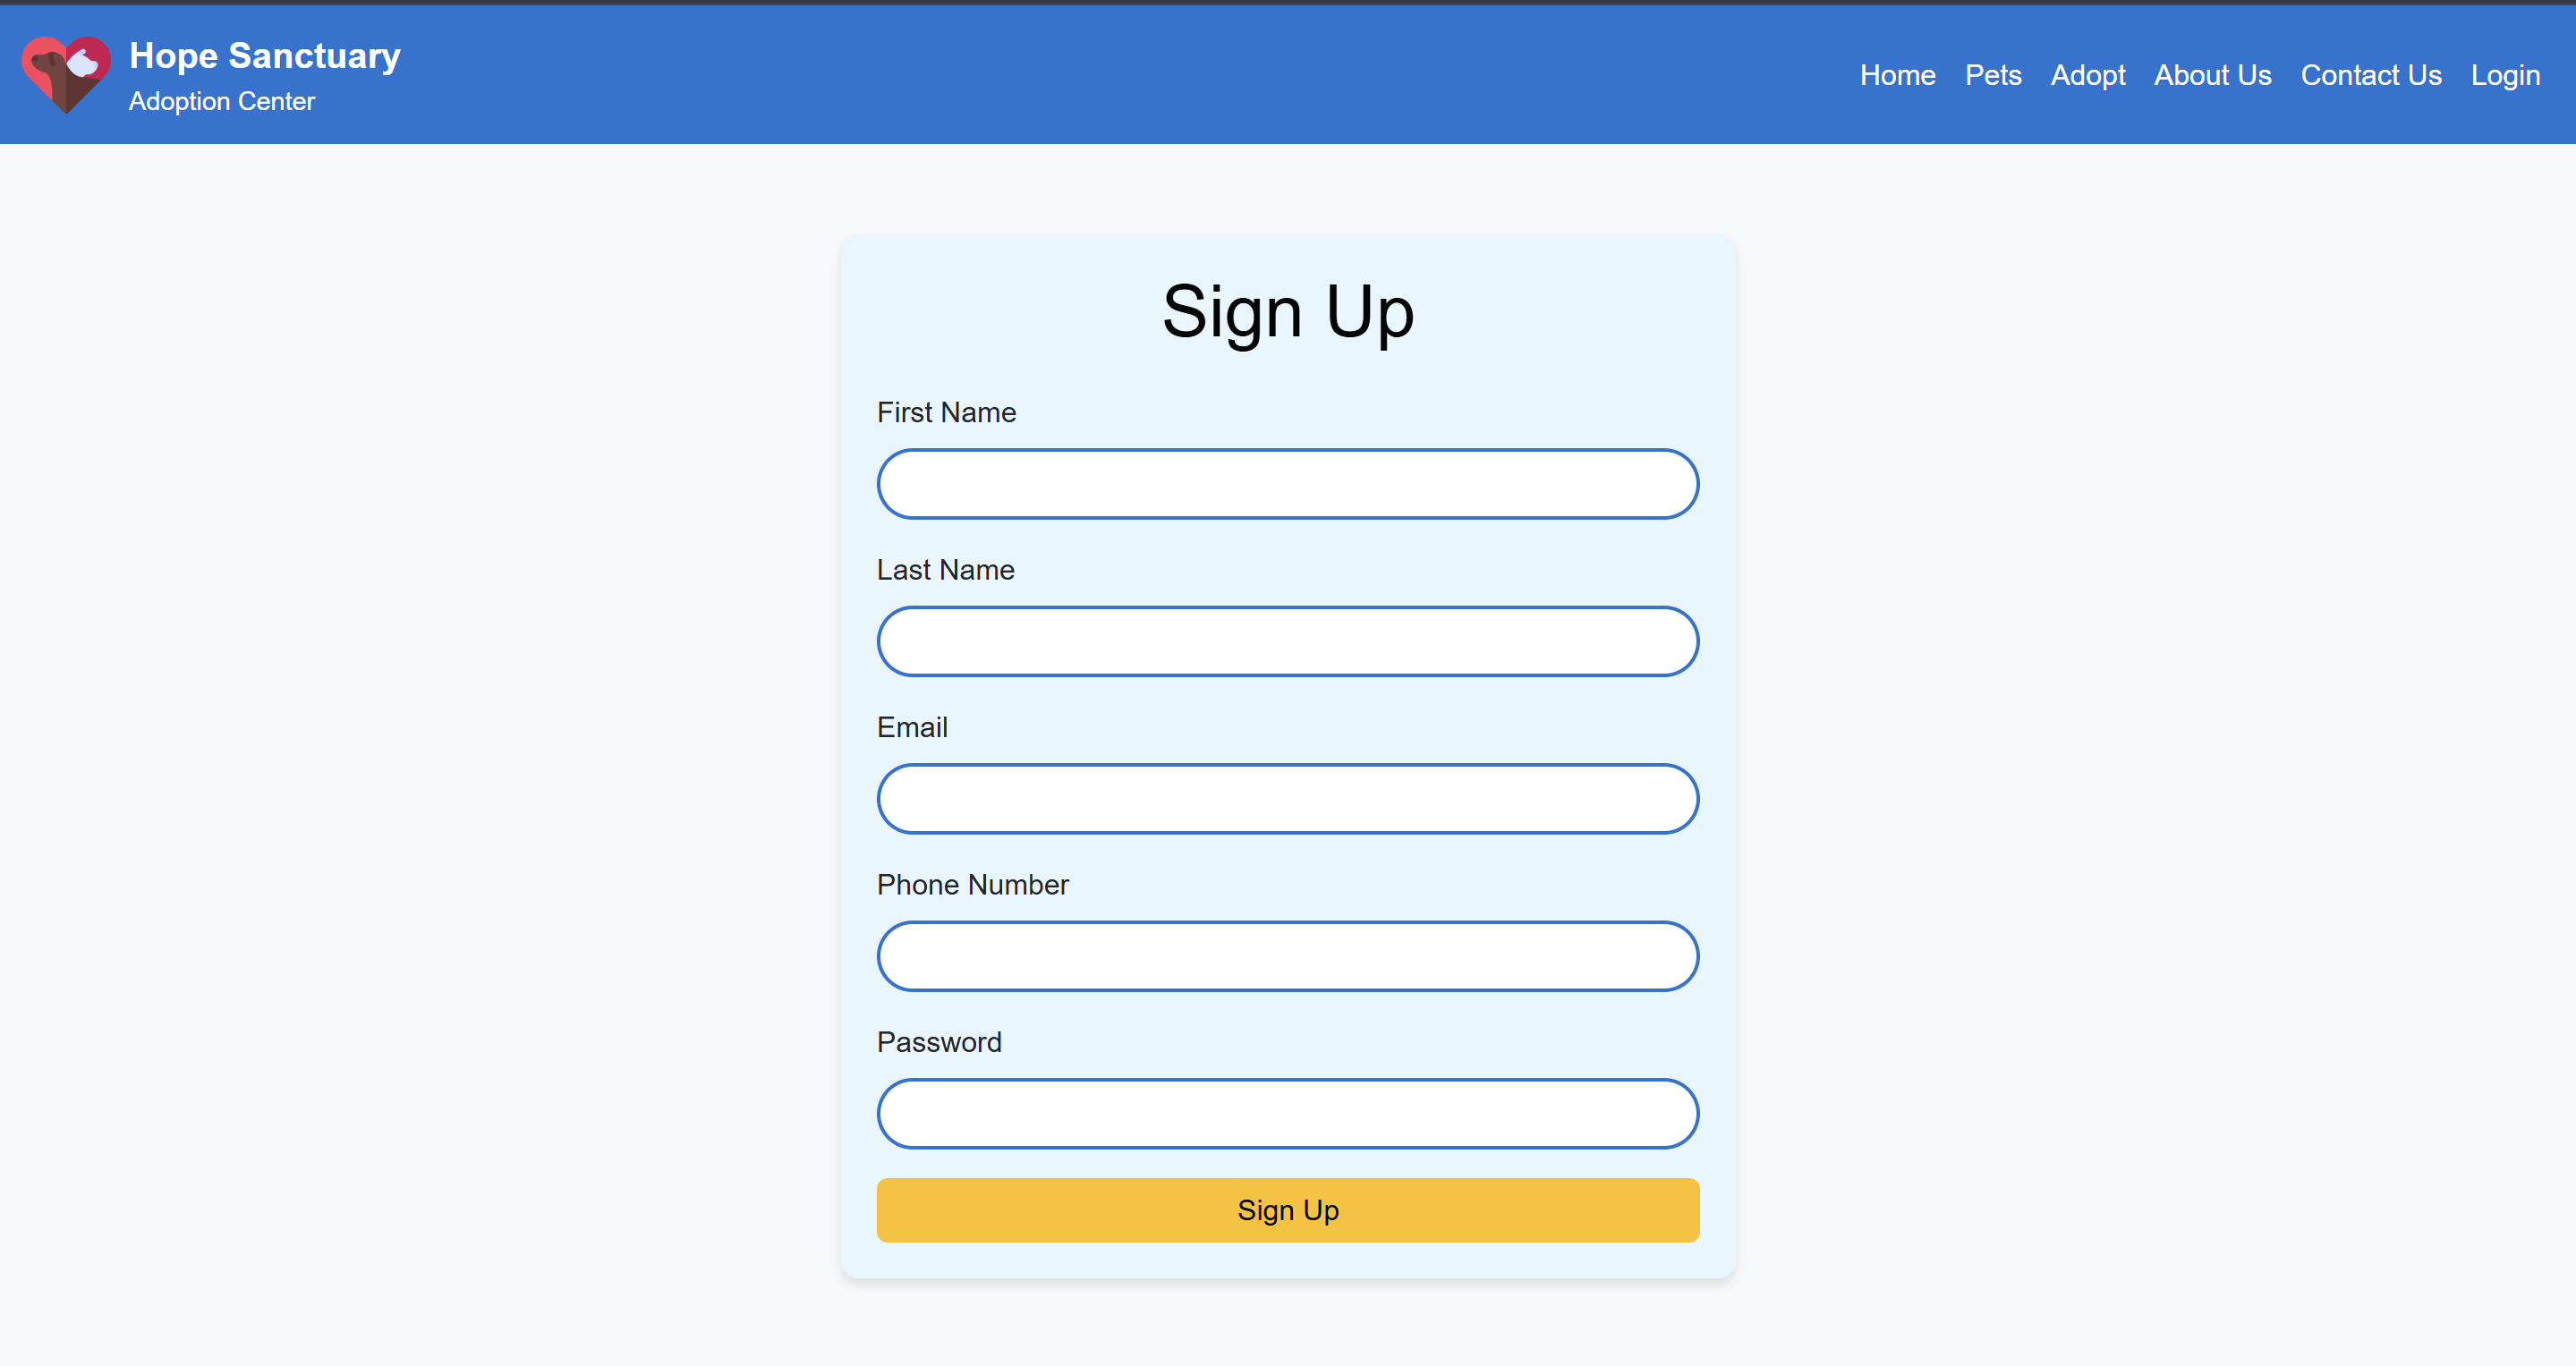 Hope Sanctuary
Adoption Center
Home Pets Adopt About Us Contact Us Login
Sign Up
First Name
Last Name
Email
Phone Number
Password
Sign Up